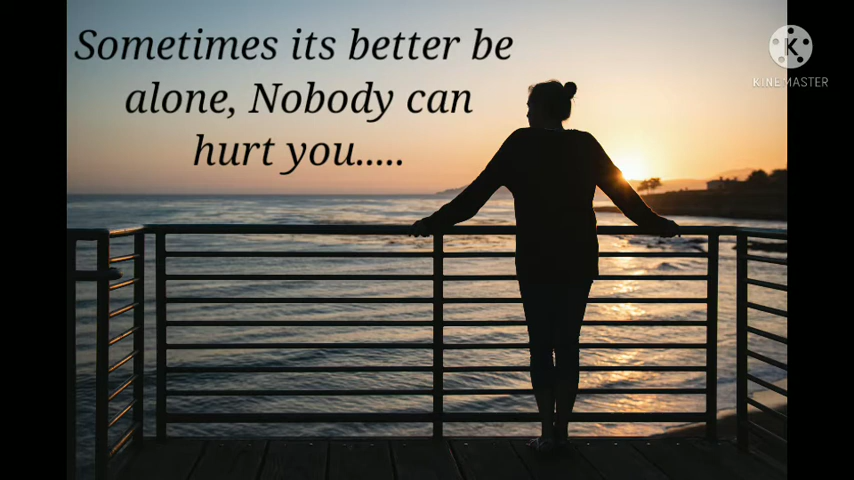 Sometimes its better be
alone, Nobody can
hurt you.....
K
KINEMASTER